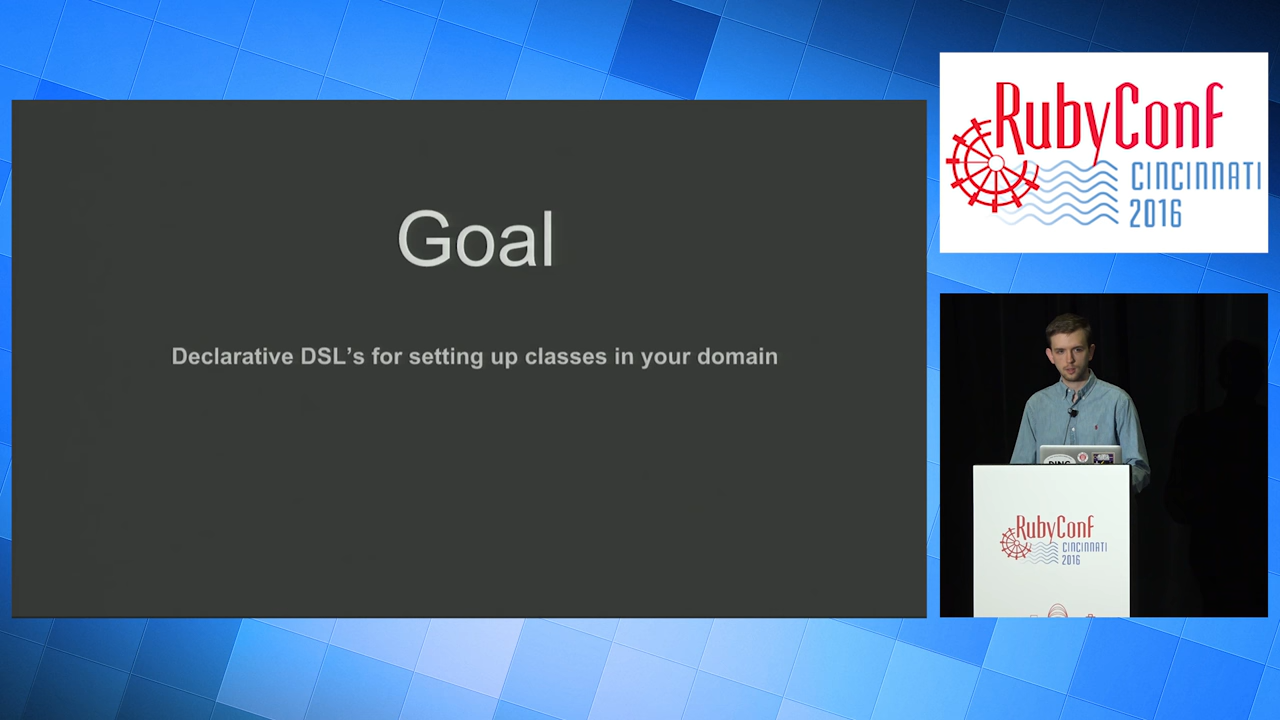 Goal
Declarative DSL’s for setting up classes in your domain
RubyConf
CINCINNATI
2016
RubyConf
CINCINNATI
2016